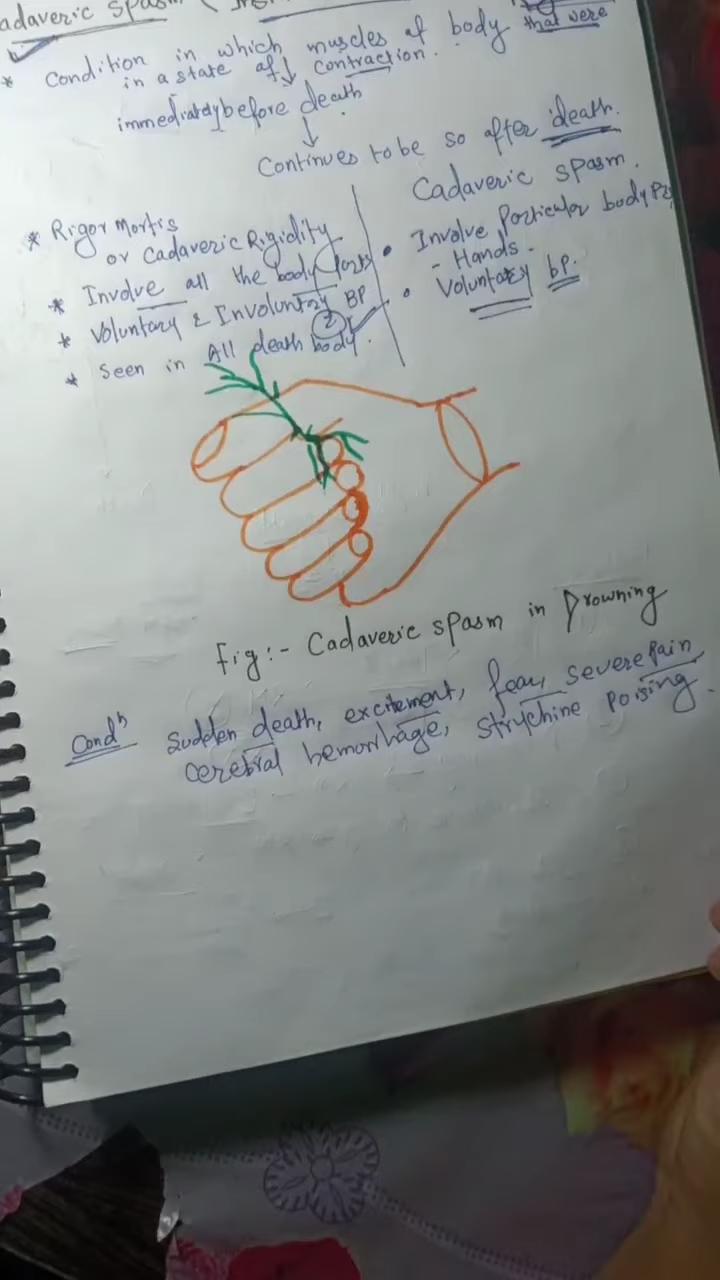 Cadaveric Spasm (
* Condition in which muscles of body that were
in a state of contraction.
immediately before death
Continues to be so after death.
* Rigor Mortis
or Cadaveric Rigidity
* Involve all the body parts
* Voluntary & Involuntary BP
* Seen in All death body.
2
Cadaveric spasm.
• Involve Particular body
- Hands.
• Voluntary bP.
Fig:- Cadaveric spasm in Drowning
Condⁿ Sudden death, excitement, fear, severe pain
cerebral hemorrhage, strychine poising.